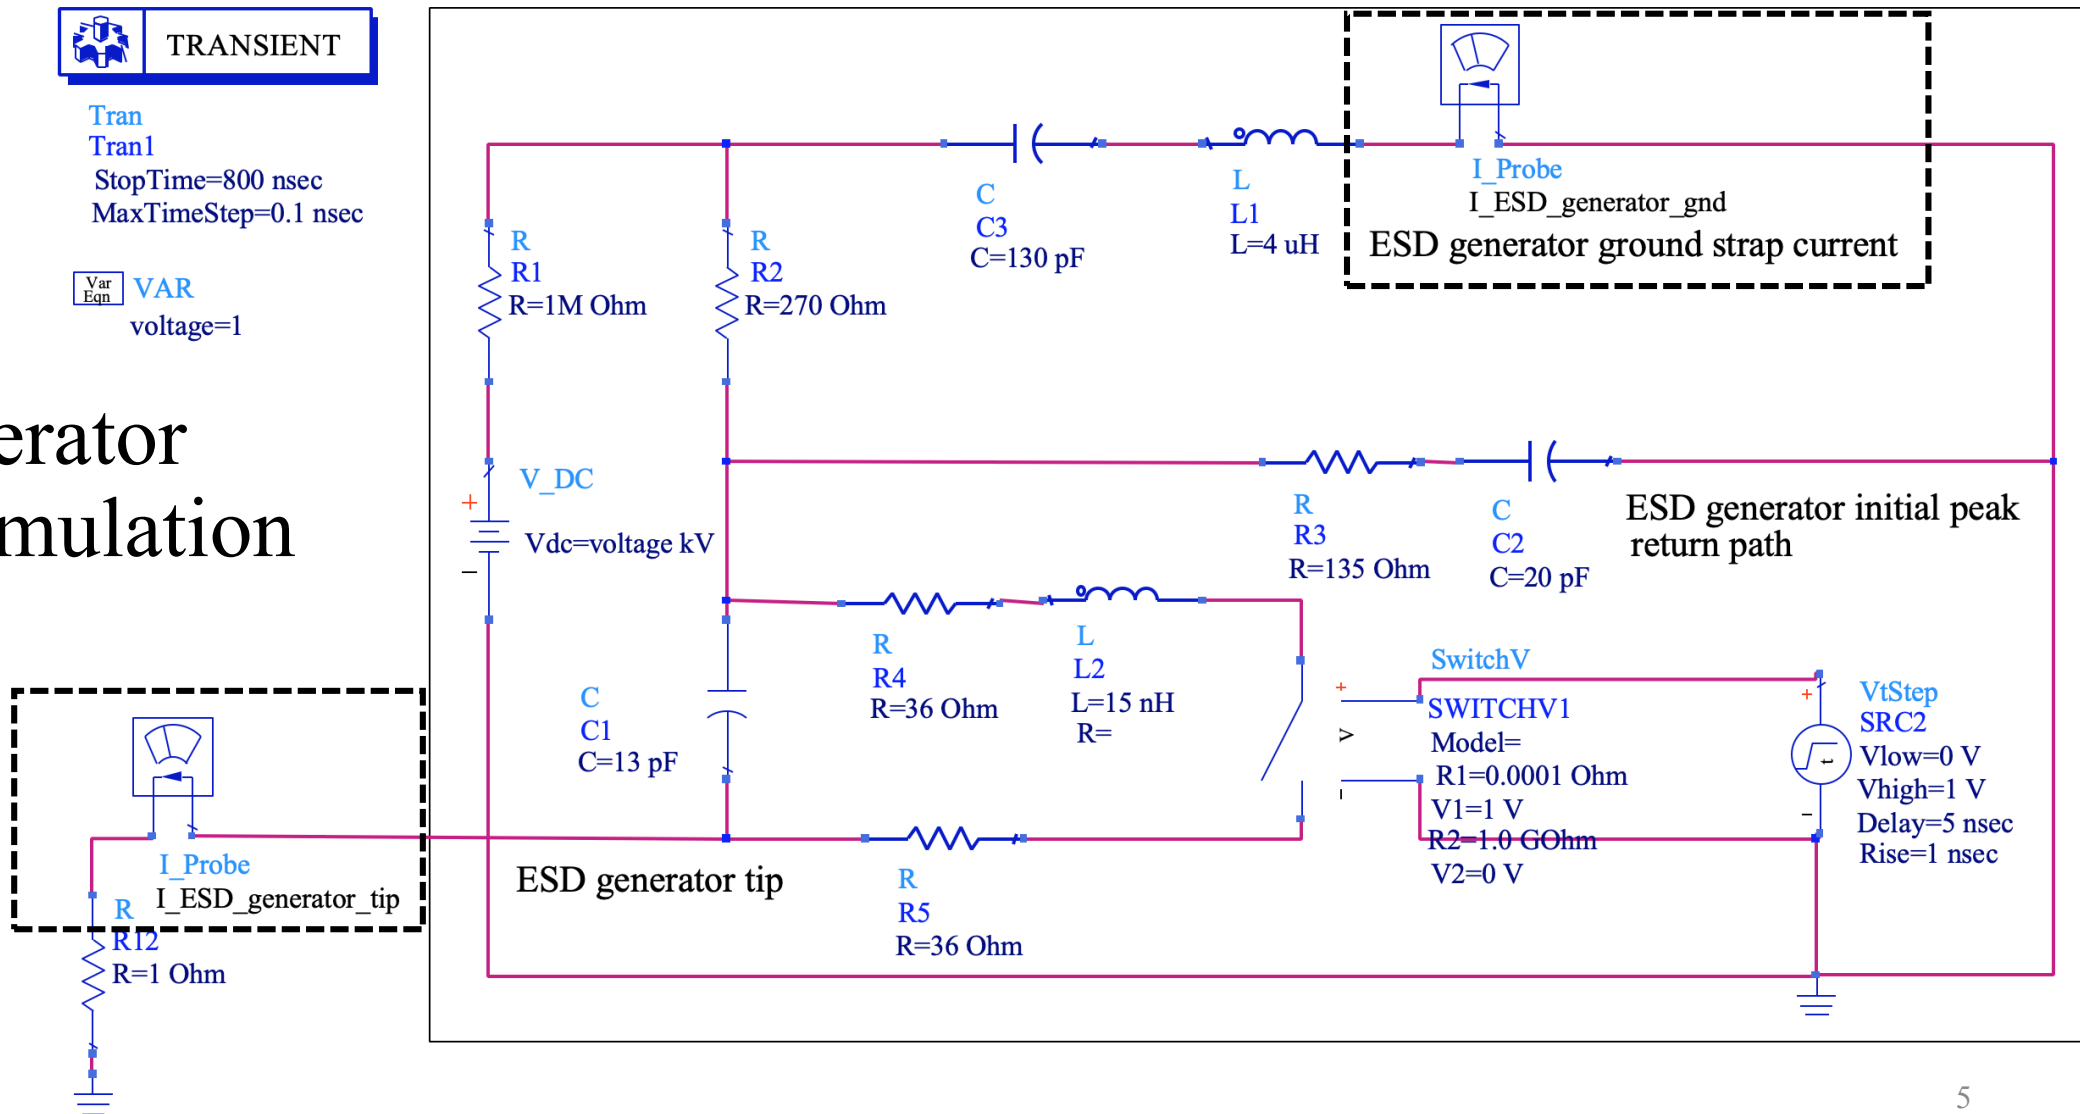 TRANSIENT
Tran
Tran1
StopTime=800 nsec
MaxTimeStep=0.1 nsec
Var
Eqn
VAR
voltage=1
erator
mulation
I_Probe
I_ESD_generator_gnd
ESD generator ground strap current
C
C3
C=130 pF
L
L1
L=4 uH
R
R1
R=1M Ohm
R
R2
R=270 Ohm
+
V_DC
Vdc=voltage kV
–
R
R3
R=135 Ohm
C
C2
C=20 pF
ESD generator initial peak
return path
R
R4
R=36 Ohm
L
L2
L=15 nH
R=
C
C1
C=13 pF
+
V
–
SwitchV
SWITCHV1
Model=
R1=0.0001 Ohm
V1=1 V
R2=1.0 GOhm
V2=0 V
+
t
–
VtStep
SRC2
Vlow=0 V
Vhigh=1 V
Delay=5 nsec
Rise=1 nsec
I_Probe
I_ESD_generator_tip
R
R12
R=1 Ohm
ESD generator tip
R
R5
R=36 Ohm
5